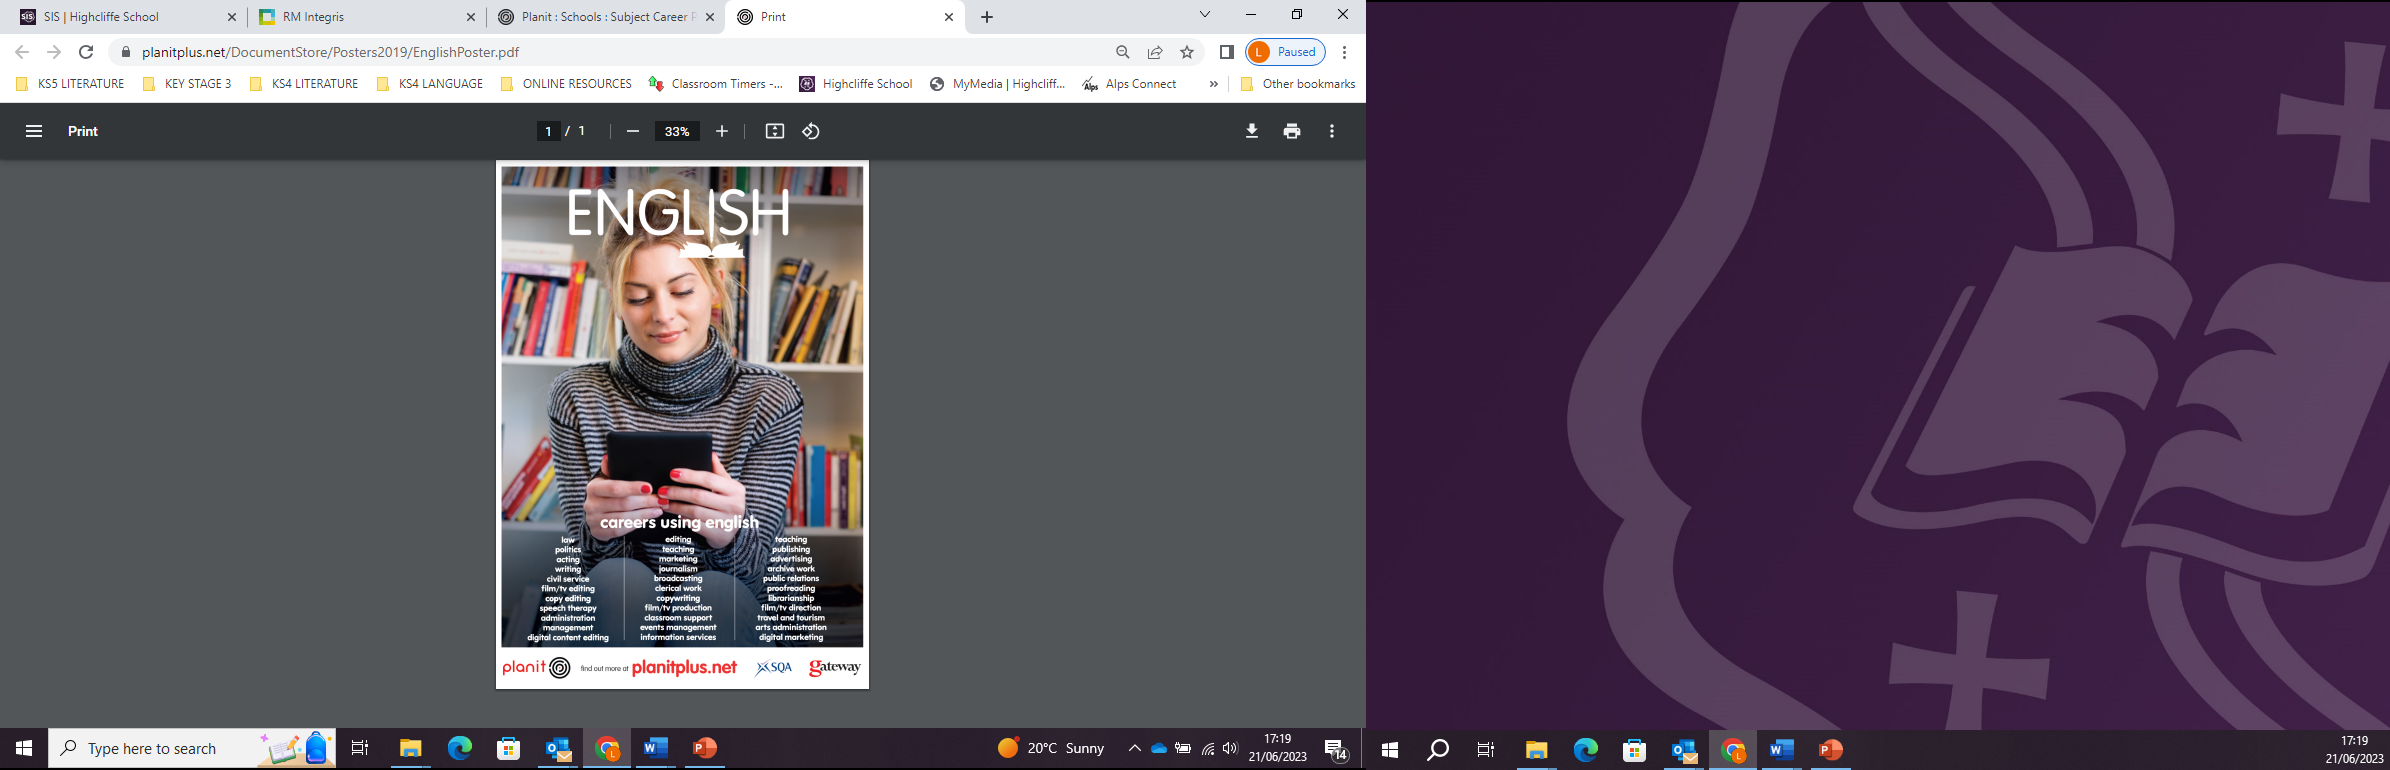 SIS | Highcliffe School
RM Integris
Planit : Schools : Subject Career P
Print
planitplus.net/DocumentStore/Posters2019/EnglishPoster.pdf
L Paused
KS5 LITERATURE
KEY STAGE 3
KS4 LITERATURE
KS4 LANGUAGE
ONLINE RESOURCES
Classroom Timers -...
Highcliffe School
MyMedia | Highcliff...
Alps Connect
»
Other bookmarks
Print
1 / 1
33%
ENGLISH
careers using english
law
politics
acting
writing
civil service
film/tv editing
copy editing
speech therapy
administration
management
digital content editing
editing
teaching
marketing
journalism
broadcasting
clerical work
copywriting
film/tv production
classroom support
events management
information services
teaching
publishing
advertising
archive work
public relations
proofreading
librarianship
film/tv direction
travel and tourism
arts administration
digital marketing
planit
find out more at planitplus.net
SQA
gateway
Type here to search
20°C Sunny
17:19
21/06/2023
14
17:19
21/06/2023